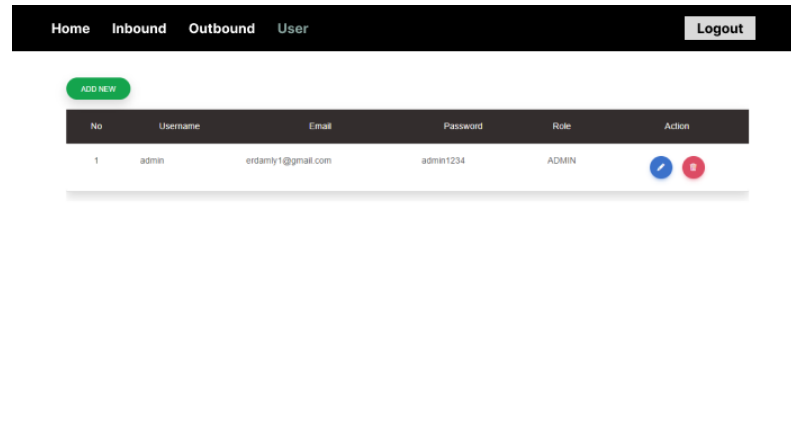 Home Inbound Outbound User Logout
ADD NEW
No Username Email Password Role Action
1 admin erdamly1@gmail.com admin1234 ADMIN